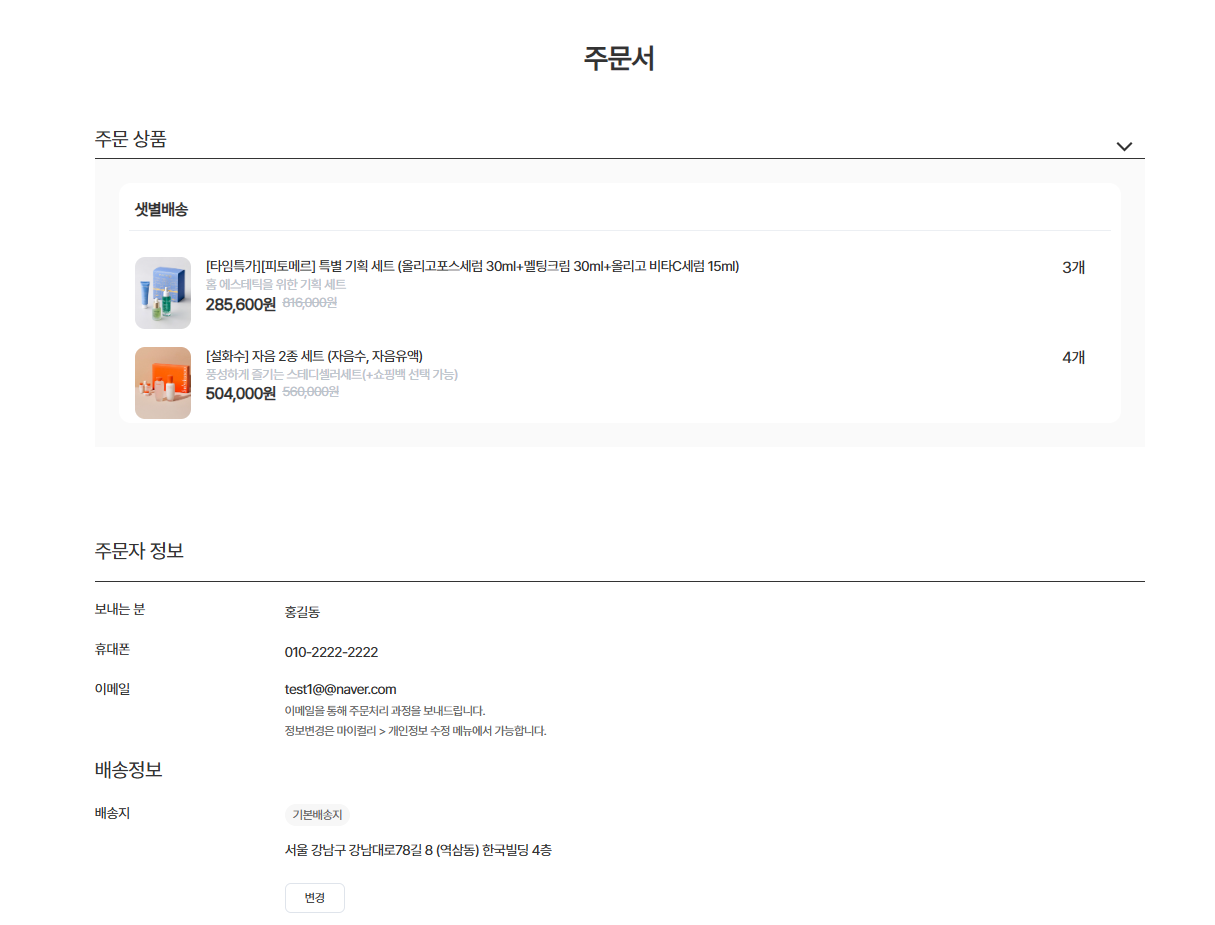 주문서
주문 상품
샛별배송
[타임특가][피토메르] 특별 기획 세트 (올리고포스세럼 30ml+멜팅크림 30ml+올리고 비타C세럼 15ml)
3개
홈 에스테틱을 위한 기획 세트
285,600원 816,000원
[설화수] 자음 2종 세트 (자음수, 자음유액)
4개
풍성하게 즐기는 스테디셀러세트(+쇼핑백 선택 가능)
504,000원 560,000원
주문자 정보
보내는 분 홍길동
휴대폰 010-2222-2222
이메일 test1@@naver.com
이메일을 통해 주문처리 과정을 보내드립니다.
정보변경은 마이컬리 > 개인정보 수정 메뉴에서 가능합니다.
배송정보
배송지 기본배송지
서울 강남구 강남대로78길 8 (역삼동) 한국빌딩 4층
변경